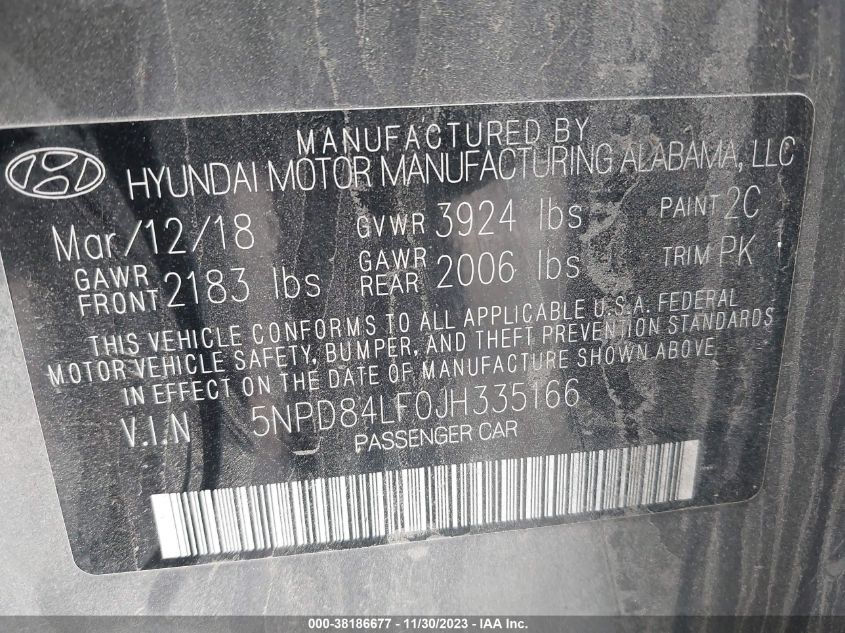 MANUFACTURED BY
HYUNDAI MOTOR MANUFACTURING ALABAMA, LLC
Mar/12/18 GVWR 3924 lbs PAINT 2C
GAWR FRONT 2183 lbs GAWR REAR 2006 lbs TRIM PK
THIS VEHICLE CONFORMS TO ALL APPLICABLE U.S.A. FEDERAL
MOTOR VEHICLE SAFETY, BUMPER, AND THEFT PREVENTION STANDARDS
IN EFFECT ON THE DATE OF MANUFACTURE SHOWN ABOVE
V.I.N 5NPD84LF0JH335166
PASSENGER CAR
000-38186677 - 11/30/2023 - IAA Inc.